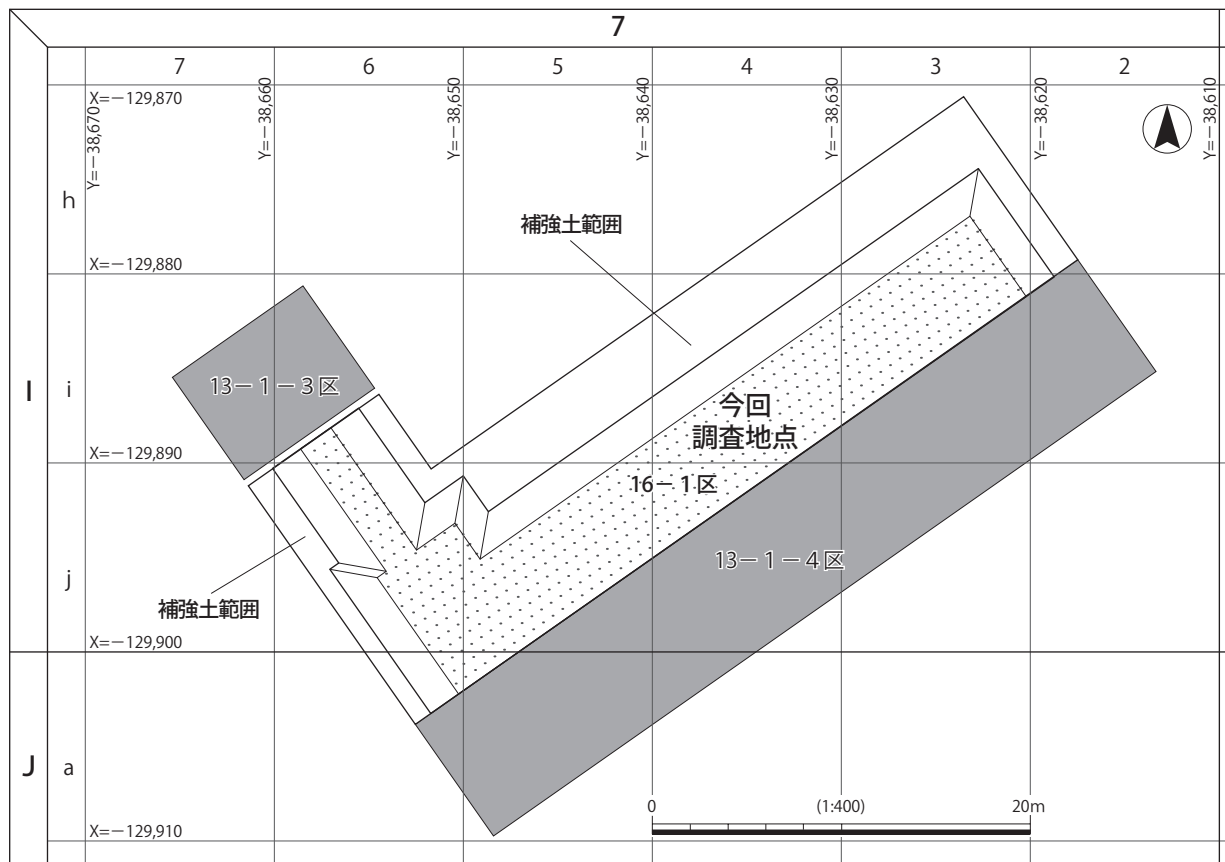 7
7
6
5
4
3
2
X=－129,870
Y=－38,670
Y=－38,660
Y=－38,650
Y=－38,640
Y=－38,630
Y=－38,620
Y=－38,610
h
補強土範囲
X=－129,880
I
i
13－1－3区
今回
調査地点
X=－129,890
16－1区
13－1－4区
j
補強土範囲
X=－129,900
J
a
0
(1:400)
20m
X=－129,910